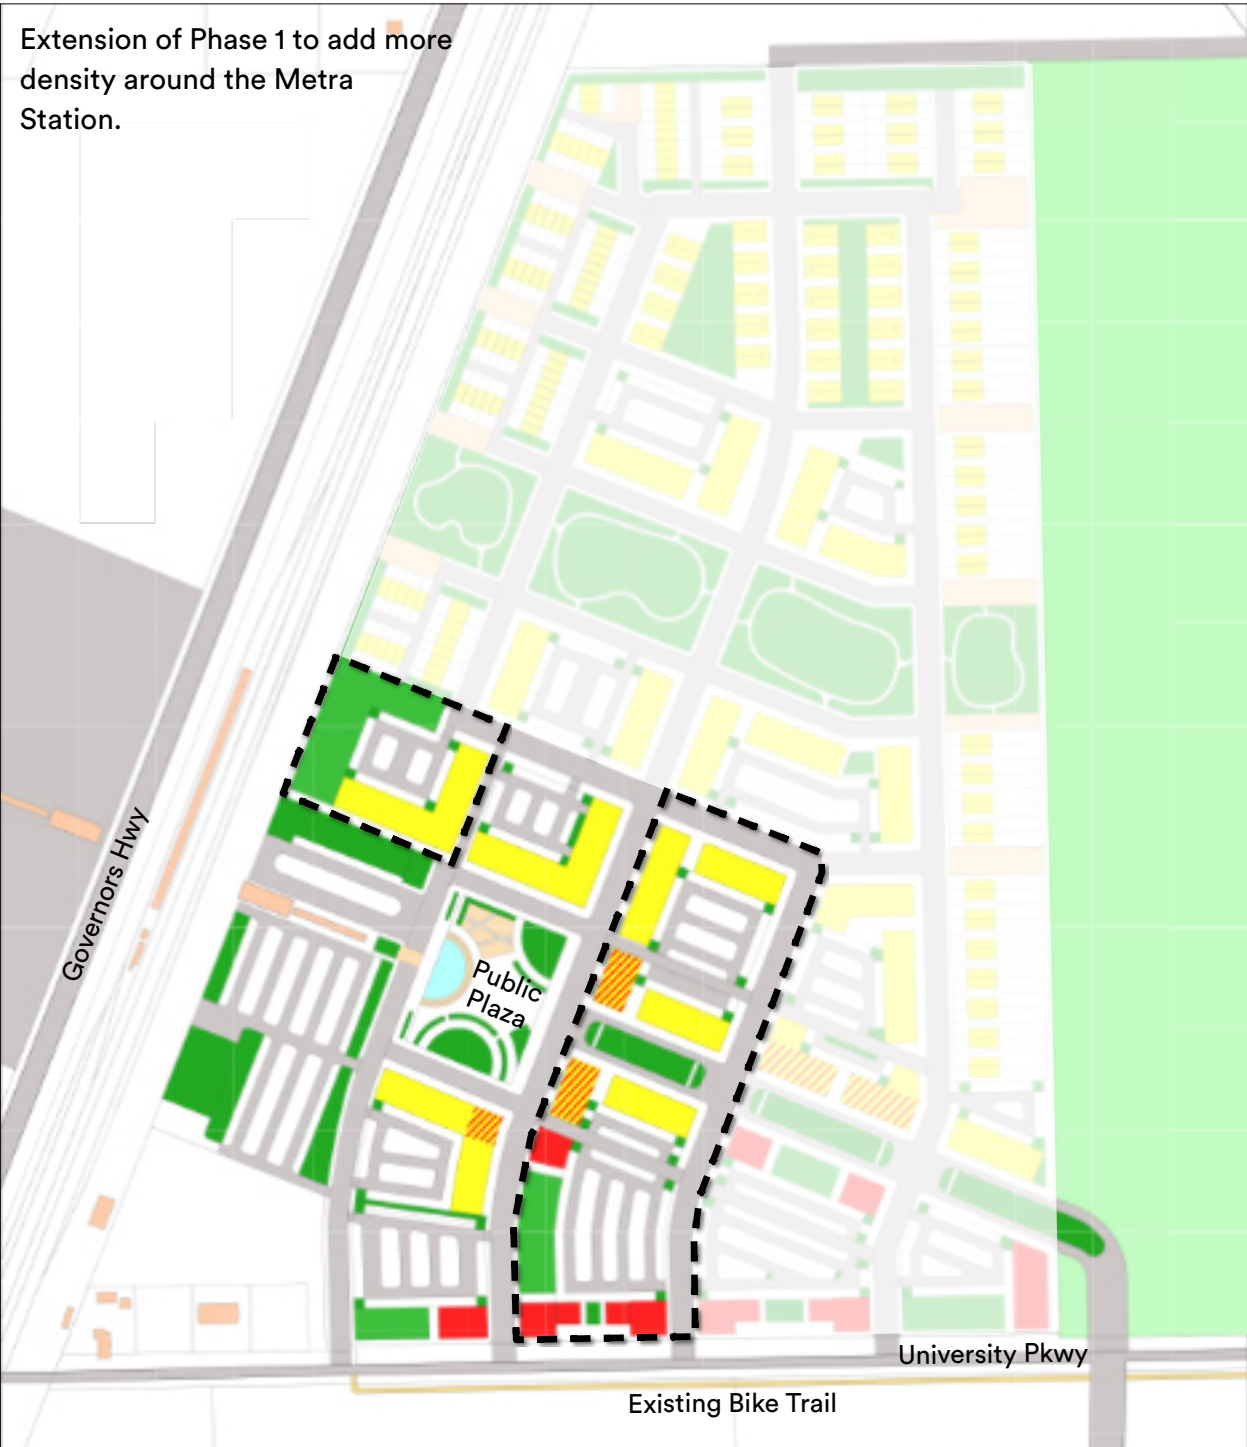 Extension of Phase 1 to add more
density around the Metra
Station.
Governors Hwy
Public
Plaza
University Pkwy
Existing Bike Trail